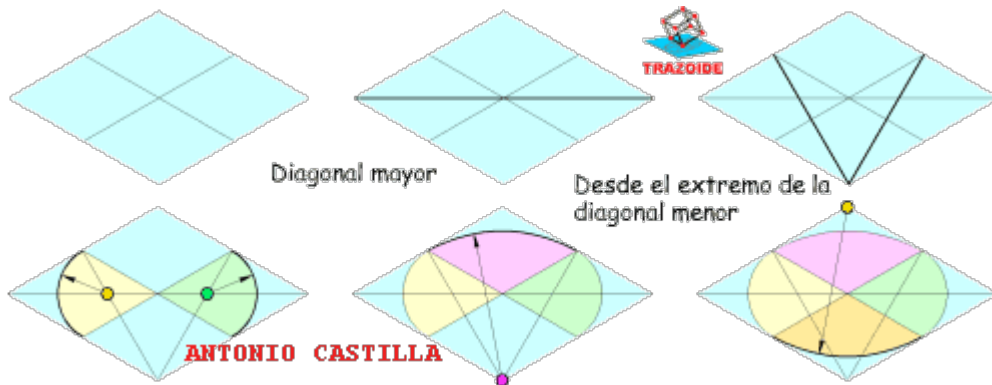 TRAZOIDE
Diagonal mayor
Desde el extremo de la
diagonal menor
ANTONIO CASTILLA